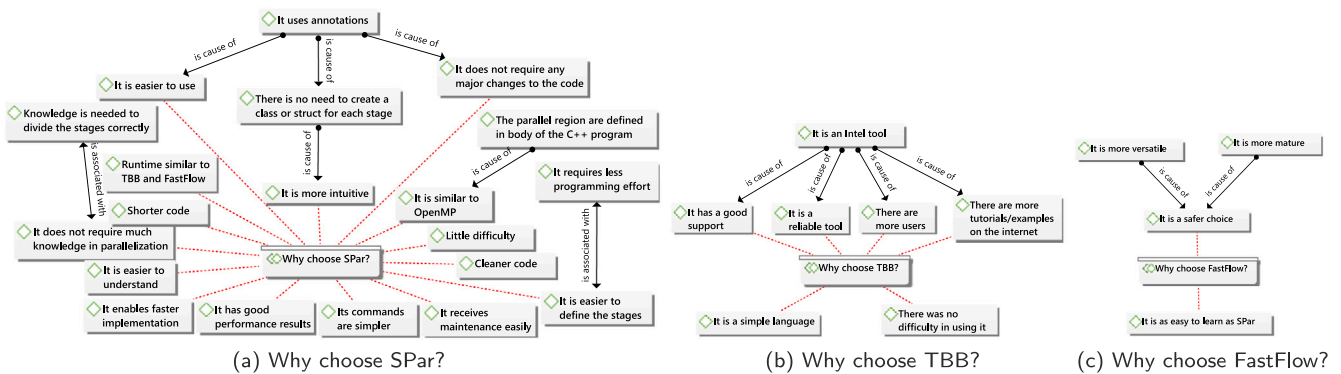 It uses annotations
is cause of
is cause of
is cause of
It is easier to use
There is no need to create a
class or struct for each stage
It does not require any
major changes to the code
Knowledge is needed to
divide the stages correctly
The parallel region are defined
in body of the C++ program
is associated with
is cause of
is cause of
Runtime similar to
TBB and FastFlow
It is more intuitive
It requires less
programming effort
It is similar to
OpenMP
Shorter code
It does not require much
knowledge in parallelization
Little difficulty
is associated with
Why choose SPar?
Cleaner code
It is easier to
understand
It enables faster
implementation
It has good
performance results
Its commands
are simpler
It receives
maintenance easily
It is easier to
define the stages
(a) Why choose SPar?
It is an Intel tool
is cause of
is cause of
is cause of
is cause of
It has a good
support
It is a
reliable tool
There are
more users
There are more
tutorials/examples
on the internet
Why choose TBB?
It is a simple language
There was no
difficulty in using it
(b) Why choose TBB?
It is more versatile
It is more mature
is cause of
is cause of
It is a safer choice
Why choose FastFlow?
It is as easy to learn as SPar
(c) Why choose FastFlow?